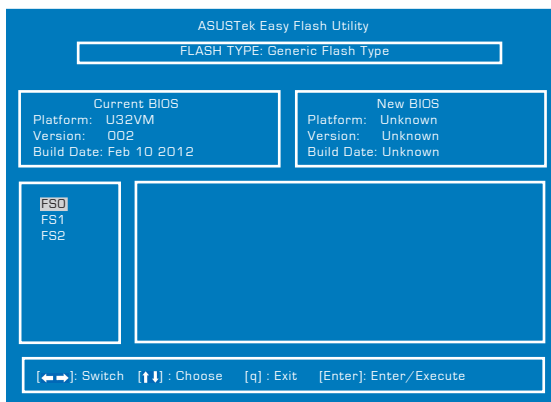 ASUSTek Easy Flash Utility
FLASH TYPE: Generic Flash Type
Current BIOS
Platform: U32VM
Version: 002
Build Date: Feb 10 2012
New BIOS
Platform: Unknown
Version: Unknown
Build Date: Unknown
FS0
FS1
FS2
[←→]: Switch [↑↓] : Choose [q] : Exit [Enter]: Enter/Execute